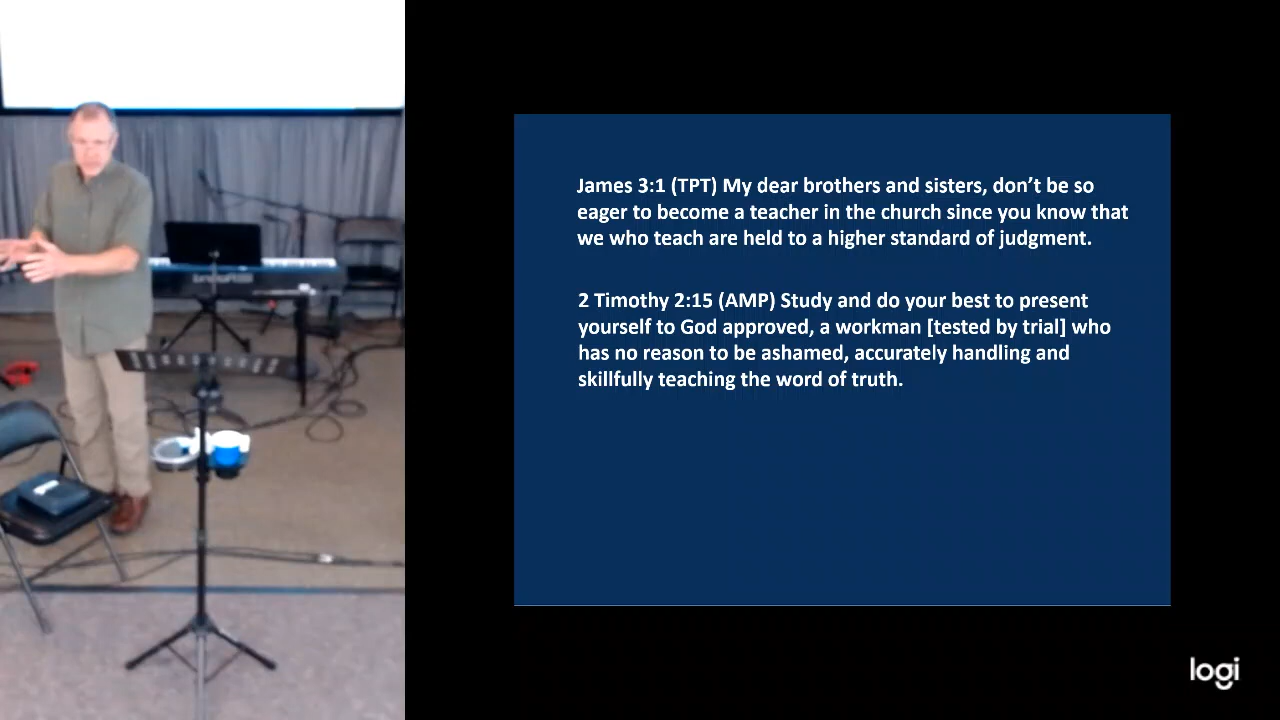 James 3:1 (TPT) My dear brothers and sisters, don’t be so
eager to become a teacher in the church since you know that
we who teach are held to a higher standard of judgment.
2 Timothy 2:15 (AMP) Study and do your best to present
yourself to God approved, a workman [tested by trial] who
has no reason to be ashamed, accurately handling and
skillfully teaching the word of truth.
logi